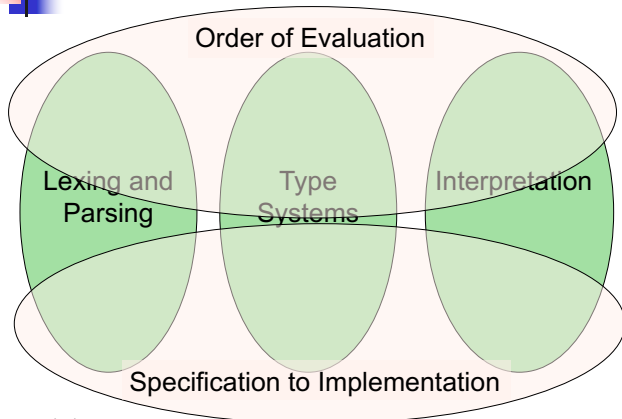 Order of Evaluation
Lexing and
Parsing
Type
Systems
Interpretation
Specification to Implementation